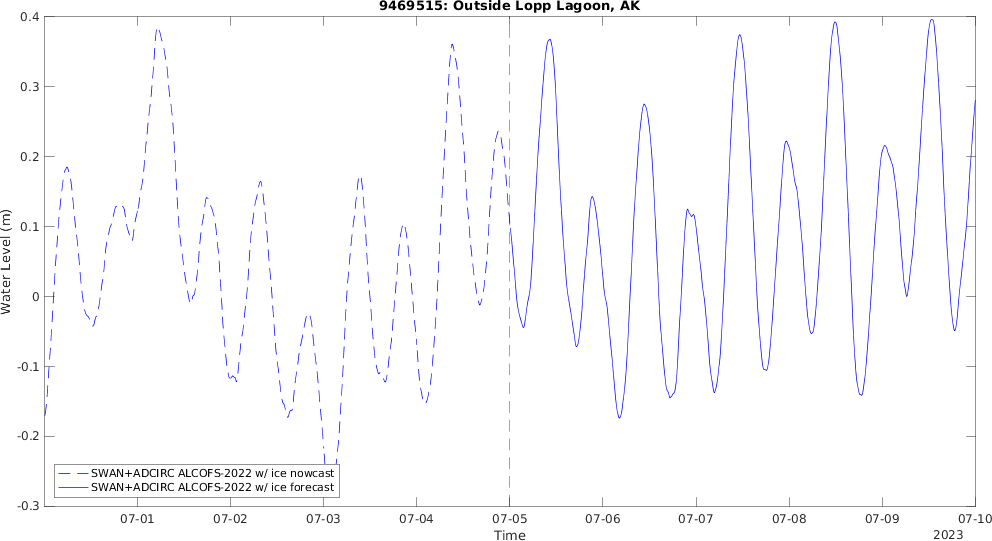 9469515: Outside Lopp Lagoon, AK
0.4
0.3
0.2
0.1
0
-0.1
-0.2
-0.3
Water Level (m)
SWAN+ADCIRC ALCOFS-2022 w/ ice nowcast
SWAN+ADCIRC ALCOFS-2022 w/ ice forecast
07-01 07-02 07-03 07-04 07-05 07-06 07-07 07-08 07-09 07-10
Time
2023